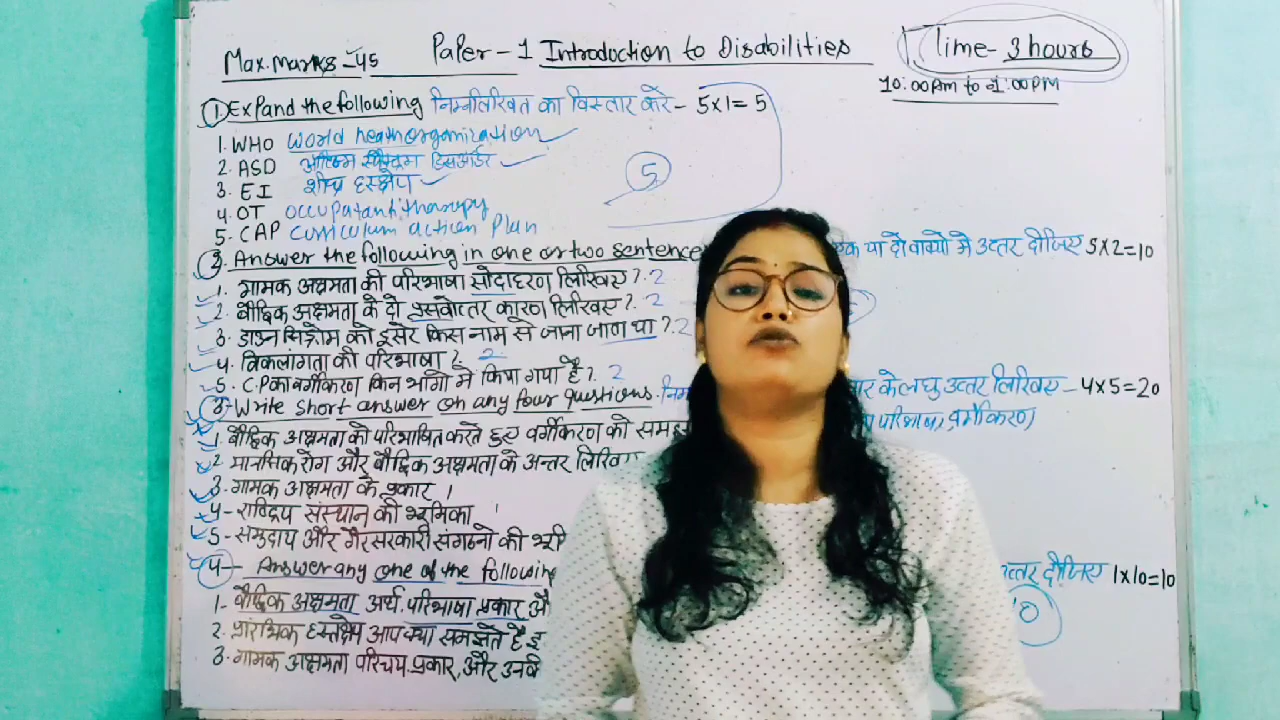 Max. Marks - 45 Paper - 1 Introduction to Disabilities Time - 3 hours
10:00 Am to 1:00 PM
1. Expand the following निम्नलिखित का विस्तार करे - 5x1= 5
1. WHO World health organization
2. ASD ऑटिज्म स्पैक्ट्रम डिसऑर्डर
3. EI शीघ्र हस्क्षेप
5
4. OT
5. CAP Curriculum action Plan
2. Answer the following in one or two sentence एक या दो वाक्यो मे उत्तर दीजिए 5x2=10
1. गामक अक्षमता की परिभाषा सोदाहरण लिखिए ?. 2
2. बौद्धिक अक्षमता के दो प्रसवोत्तर कारण लिखिए ?. 2
3. डाउन सिंड्रोम को दूसरे किस नाम से जाना जाता था ?. 2
4. विकलांगता की परिभाषा ?. 2
5. C.P का वर्गीकरण किन भागो मे किया गया है ?. 2
3- Write short answer on any four questions. के लघु उत्तर लिखिए - 4x5=20
1. बौद्धिक अक्षमता को परिभाषित करते हुए वर्गीकरण को परिभाषा, वर्गीकरण
2. मानसिक रोग और बौद्धिक अक्षमता के अन्तर
3. गामक अक्षमता के प्रकार ।
4- राष्ट्रिय संस्थान की भूमिका ।
5- समुदाय और गैर सरकारी संगठनो की
4- Answer any one of the following उत्तर दीजिए 1x10=10
1- बौद्धिक अक्षमता अर्थ, परिभाषा प्रकार
2. प्रारंभिक हस्तक्षेप आप क्या समझते है
3. गामक अक्षमता परिचय, प्रकार, और